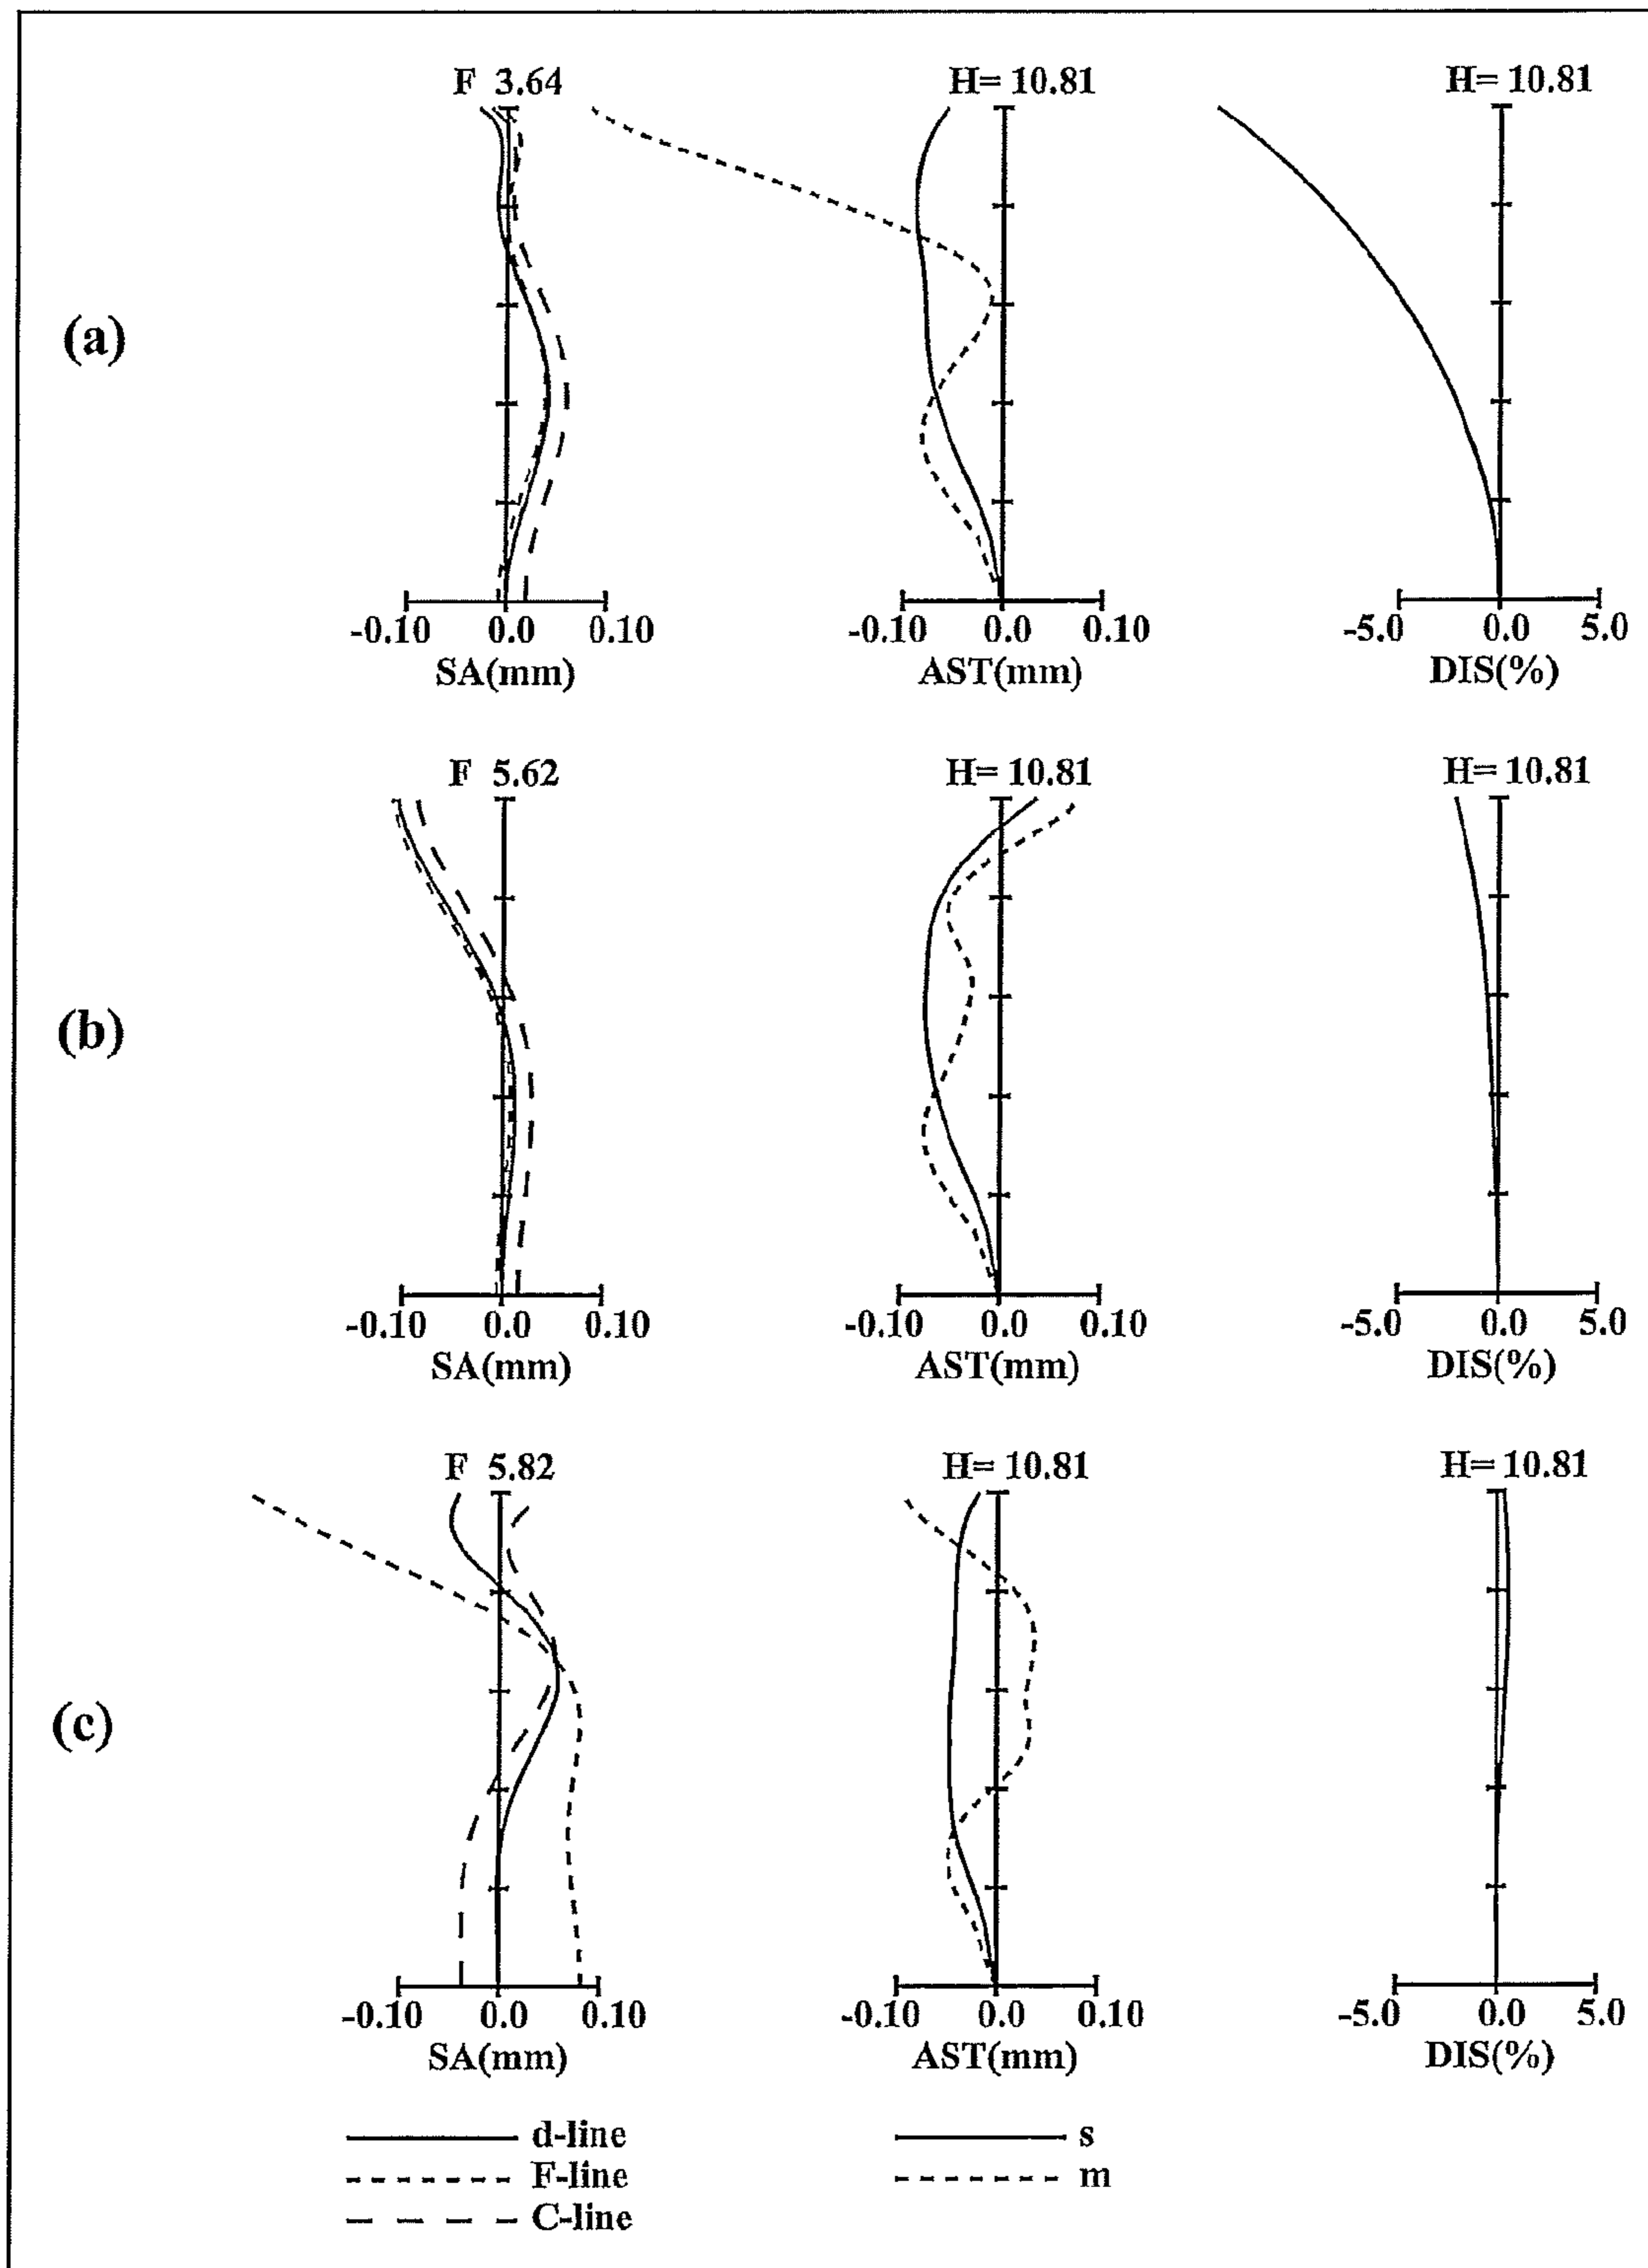 F 3.64 H= 10.81 H= 10.81
(a)
-0.10 0.0 0.10 -0.10 0.0 0.10 -5.0 0.0 5.0
SA(mm) AST(mm) DIS(%)
F 5.62 H= 10.81 H= 10.81
(b)
-0.10 0.0 0.10 -0.10 0.0 0.10 -5.0 0.0 5.0
SA(mm) AST(mm) DIS(%)
F 5.82 H= 10.81 H= 10.81
(c)
-0.10 0.0 0.10 -0.10 0.0 0.10 -5.0 0.0 5.0
SA(mm) AST(mm) DIS(%)
d-line s
F-line m
C-line